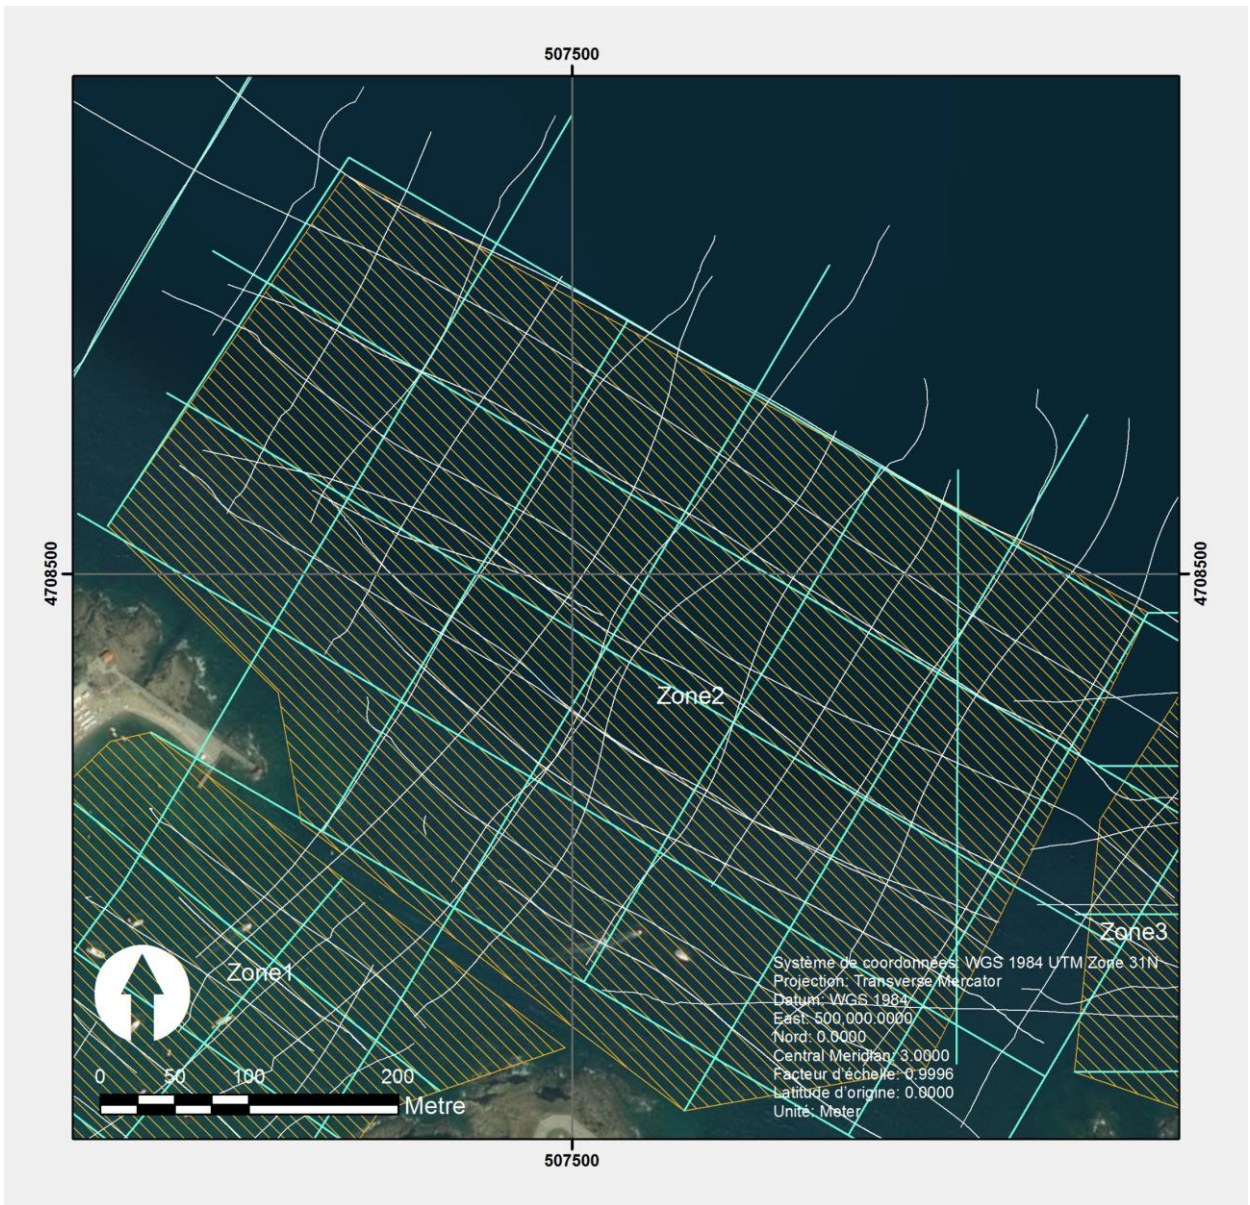 507500
4708500
4708500
Zone2
Zone3
Zone1
Système de coordonnées: WGS 1984 UTM Zone 31N
Projection: Transverse Mercator
Datum: WGS 1984
East: 500,000.0000
Nord: 0.0000
Central Meridian: 3.0000
Facteur d'échelle: 0.9996
Latitude d'origine: 0.0000
Unité: Meter
0 50 100 200
Metre
507500